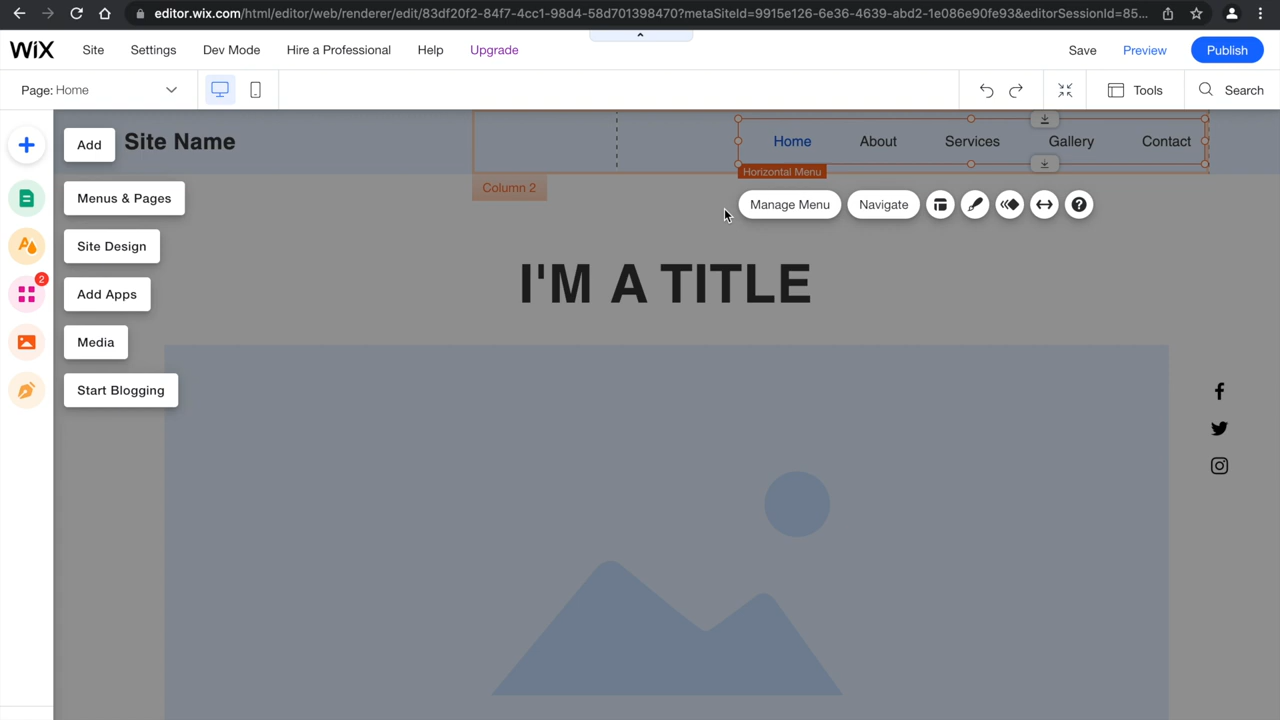 editor.wix.com/html/editor/web/renderer/edit/83df20f2-84f7-4cc1-98d4-58d701398470?metaSiteId=9915e126-6e36-4639-abd2-1e086e90fe93&editorSessionId=85...
WiX Site Settings Dev Mode Hire a Professional Help Upgrade Save Preview Publish
Page: Home Tools Search
Add Site Name Home About Services Gallery Contact
Horizontal Menu
Column 2
Menus & Pages Manage Menu Navigate ?
Site Design
2
Add Apps
I'M A TITLE
Media
Start Blogging